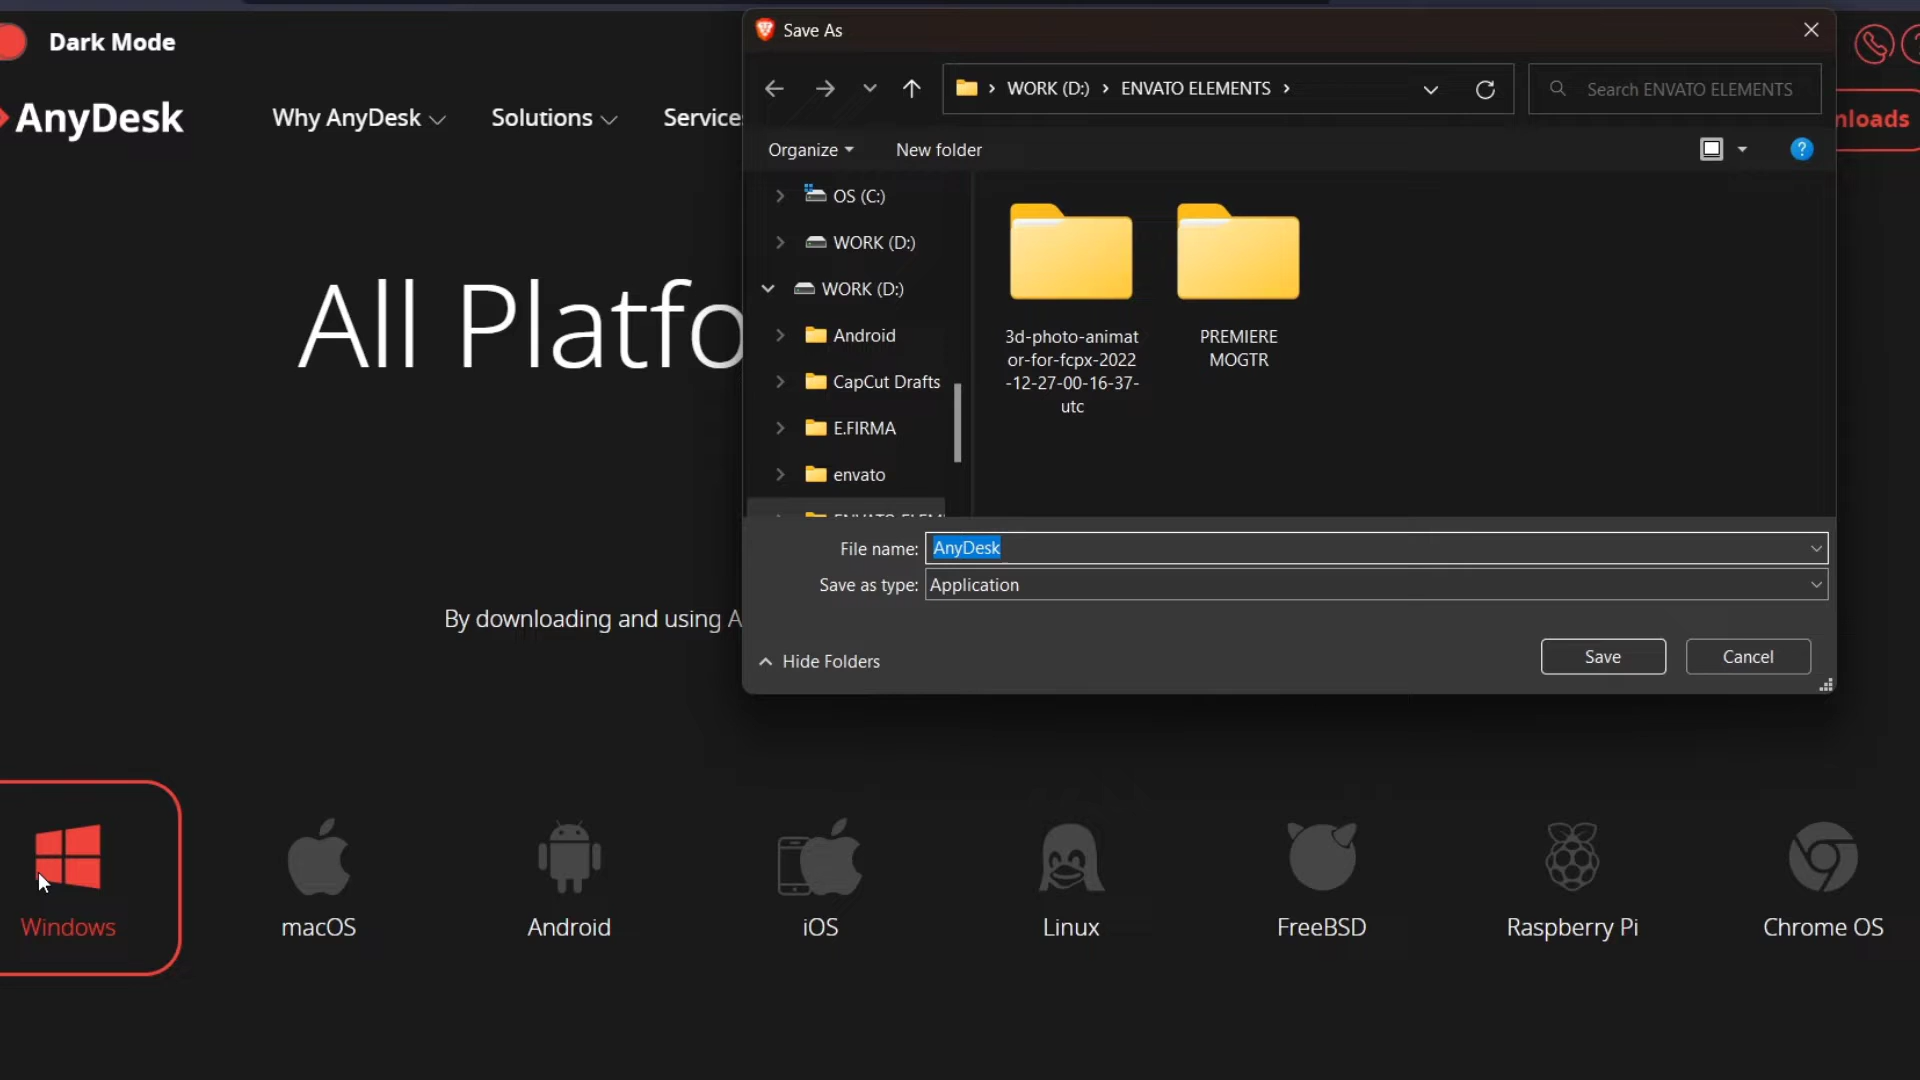 Dark Mode
AnyDesk
Why AnyDesk
Solutions
Service
nloads
All Platfo
By downloading and using A
Save As
WORK (D:)
ENVATO ELEMENTS
Search ENVATO ELEMENTS
Organize
New folder
OS (C:)
WORK (D:)
WORK (D:)
Android
CapCut Drafts
E.FIRMA
envato
ENVATO ELEM
3d-photo-animat
or-for-fcpx-2022
-12-27-00-16-37-
utc
PREMIERE
MOGTR
File name: AnyDesk
Save as type: Application
Hide Folders
Save
Cancel
Windows
macOS
Android
iOS
Linux
FreeBSD
Raspberry Pi
Chrome OS